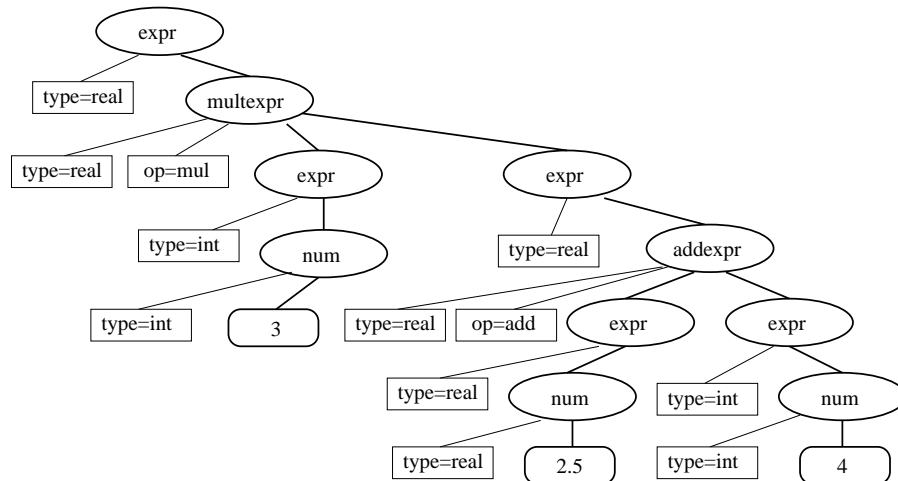 expr
type=real
multexpr
type=real
op=mul
expr
expr
type=int
type=real
num
addexpr
type=int
3
type=real
op=add
expr
expr
type=real
type=int
num
num
type=real
2.5
type=int
4